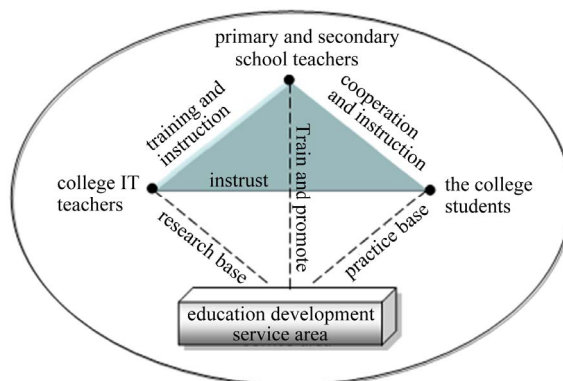 primary and secondary
school teachers
training and
instruction
cooperation
and instruction
Train and promote
college IT
teachers
instrust
the college
students
research base
practice base
education development
service area